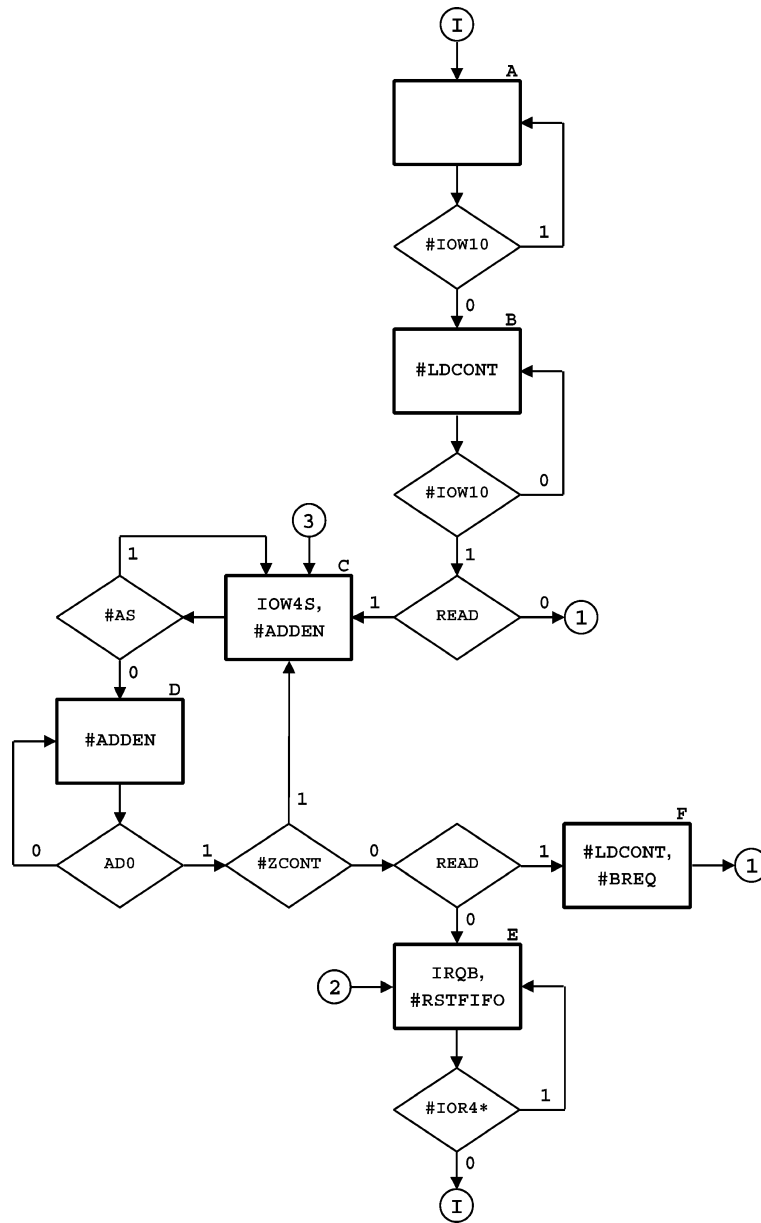 I
A
#IOW10
1
0
B
#LDCONT
#IOW10
0
1
3
1
C
#AS
IOW4S,
#ADDEN
1
READ
0
1
0
D
#ADDEN
1
F
0
AD0
1
#ZCONT
0
READ
1
#LDCONT,
#BREQ
1
0
E
2
IRQB,
#RSTFIFO
#IOR4*
1
0
I